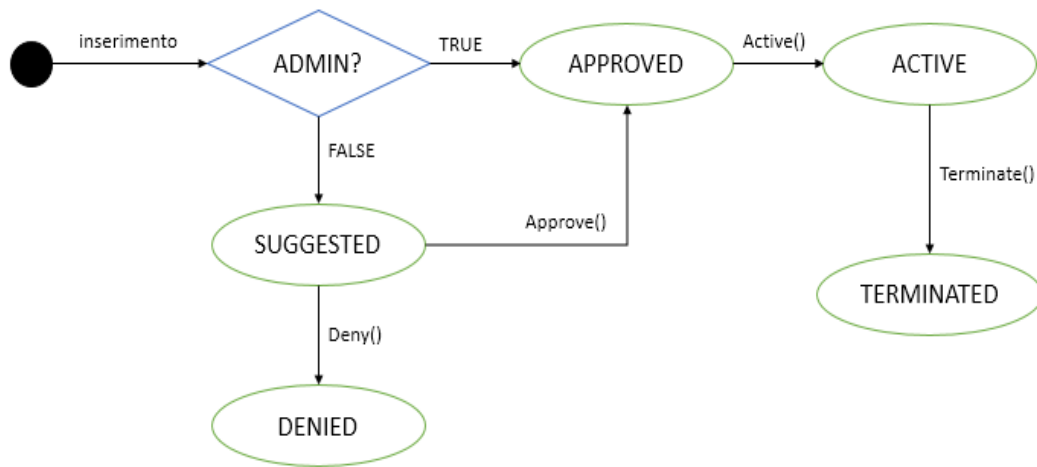 inserimento
ADMIN?
TRUE
APPROVED
Active()
ACTIVE
FALSE
Terminate()
SUGGESTED
Approve()
TERMINATED
Deny()
DENIED